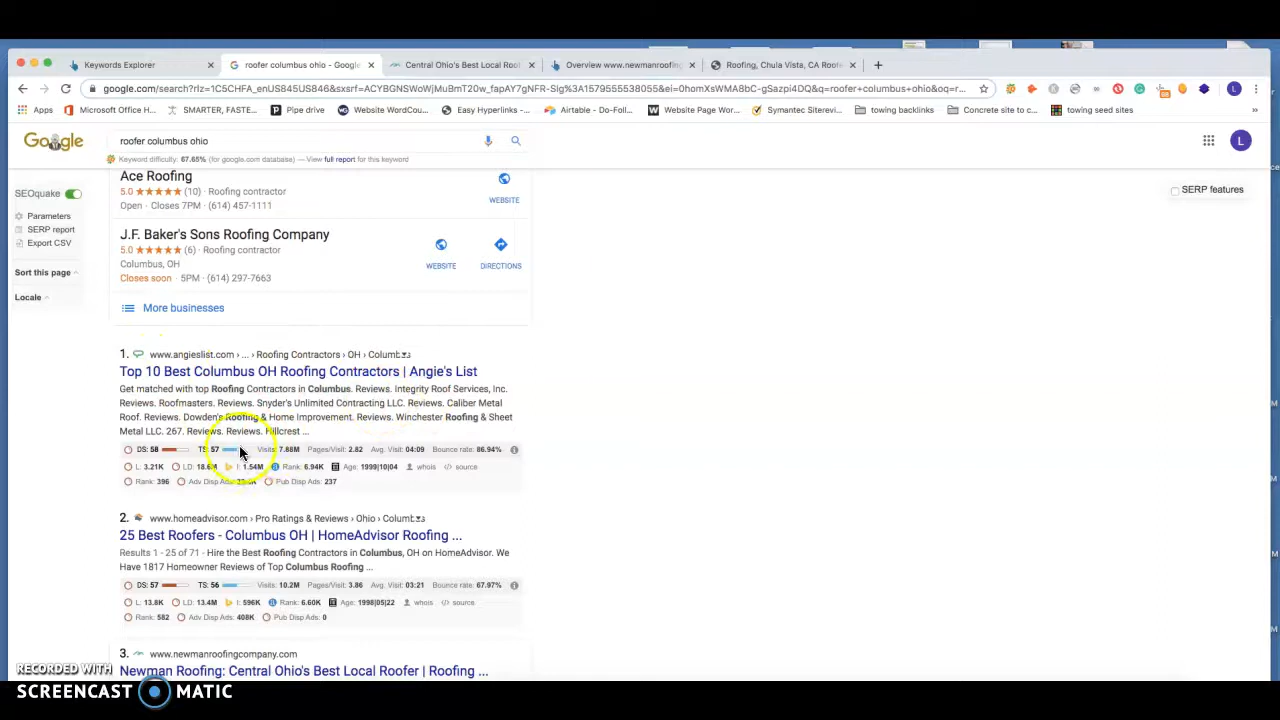 Keywords Explorer
roofer columbus ohio - Google
Central Ohio's Best Local Roof
Overview www.newmanroofing
Roofing, Chula Vista, CA Roofe
google.com/search?rlz=1C5CHFA_enUS845US846&sxsrf=
Apps
Microsoft Office H...
SMARTER, FASTE...
Pipe drive
Website WordCou...
Easy Hyperlinks -...
Airtable - Do-Foll...
Website Page Wor...
Symantec Siterevi...
towing backlinks
Concrete site to c...
towing seed sites
Google
roofer columbus ohio
L
Keyword difficulty: 67.65% (for google.com database) · — View full report for this keyword
SEOquake
Parameters
SERP report
Export CSV
Sort this page
Locale
SERP features
Ace Roofing
5.0 (10) · Roofing contractor
Open · Closes 7PM · (614) 457-1111
WEBSITE
J.F. Baker's Sons Roofing Company
5.0 (6) · Roofing contractor
Columbus, OH
Closes soon · 5PM · (614) 297-7663
WEBSITE
DIRECTIONS
More businesses
1. www.angieslist.com › ... › Roofing Contractors › OH › Columb
Top 10 Best Columbus OH Roofing Contractors | Angie's List
Get matched with top Roofing Contractors in Columbus. Reviews. Integrity Roof Services, Inc.
Reviews. Roofmasters. Reviews. Snyder's Unlimited Contracting LLC. Reviews. Caliber Metal
Roof. Reviews. Dowden's Roofing & Home Improvement. Reviews. Winchester Roofing & Sheet
Metal LLC. 267. Reviews. Reviews. Hillcrest ...
DS: 58 TS: 57 Visits: 7.88M Pages/Visit: 2.82 Avg. Visit: 04:09 Bounce rate: 86.94%
L: 3.21K LD: 18.6M I: 1.54M Rank: 6.94K Age: 1999|10|04 whois </> source
Rank: 396 Adv Disp Ads: Pub Disp Ads: 237
2. www.homeadvisor.com › Pro Ratings & Reviews › Ohio › Columb
25 Best Roofers - Columbus OH | HomeAdvisor Roofing ...
Results 1 - 25 of 71 - Hire the Best Roofing Contractors in Columbus, OH on HomeAdvisor. We
Have 1817 Homeowner Reviews of Top Columbus Roofing ...
DS: 57 TS: 56 Visits: 10.2M Pages/Visit: 3.86 Avg. Visit: 03:21 Bounce rate: 67.97%
L: 13.8K LD: 13.4M I: 596K Rank: 6.60K Age: 1998|05|22 whois </> source
Rank: 582 Adv Disp Ads: 408K Pub Disp Ads: 0
3. www.newmanroofingcompany.com
Newman Roofing: Central Ohio's Best Local Roofer | Roofing ...
RECORDED WITH
SCREENCAST MATIC